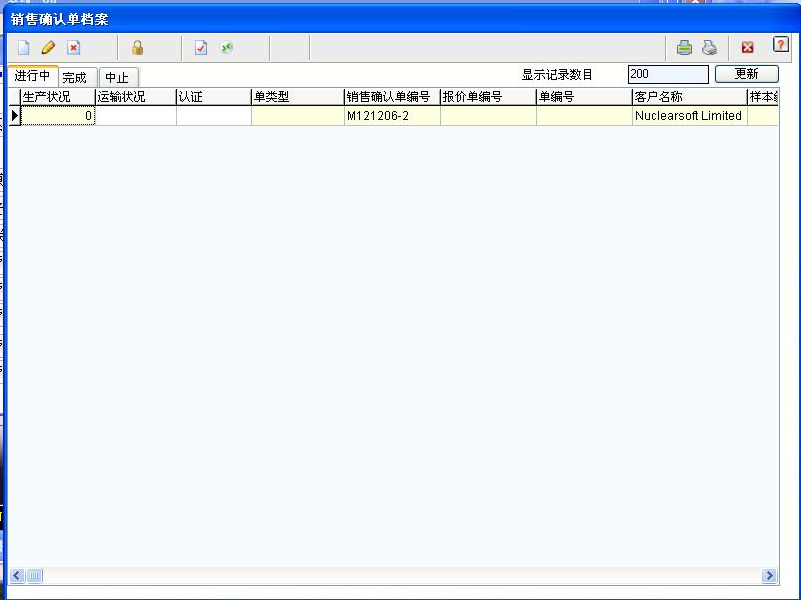 销售确认单档案
?
进行中 完成 中止 显示记录数目 200 更新
生产状况 运输状况 认证 单类型 销售确认单编号 报价单编号 单编号 客户名称 样本
0 M121206-2 Nuclearsoft Limited